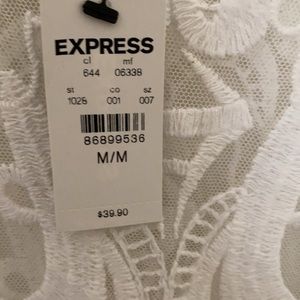 EXPRESS
cl mf
644 06338
st co sz
1028 001 007
86899536
M/M
$39.90